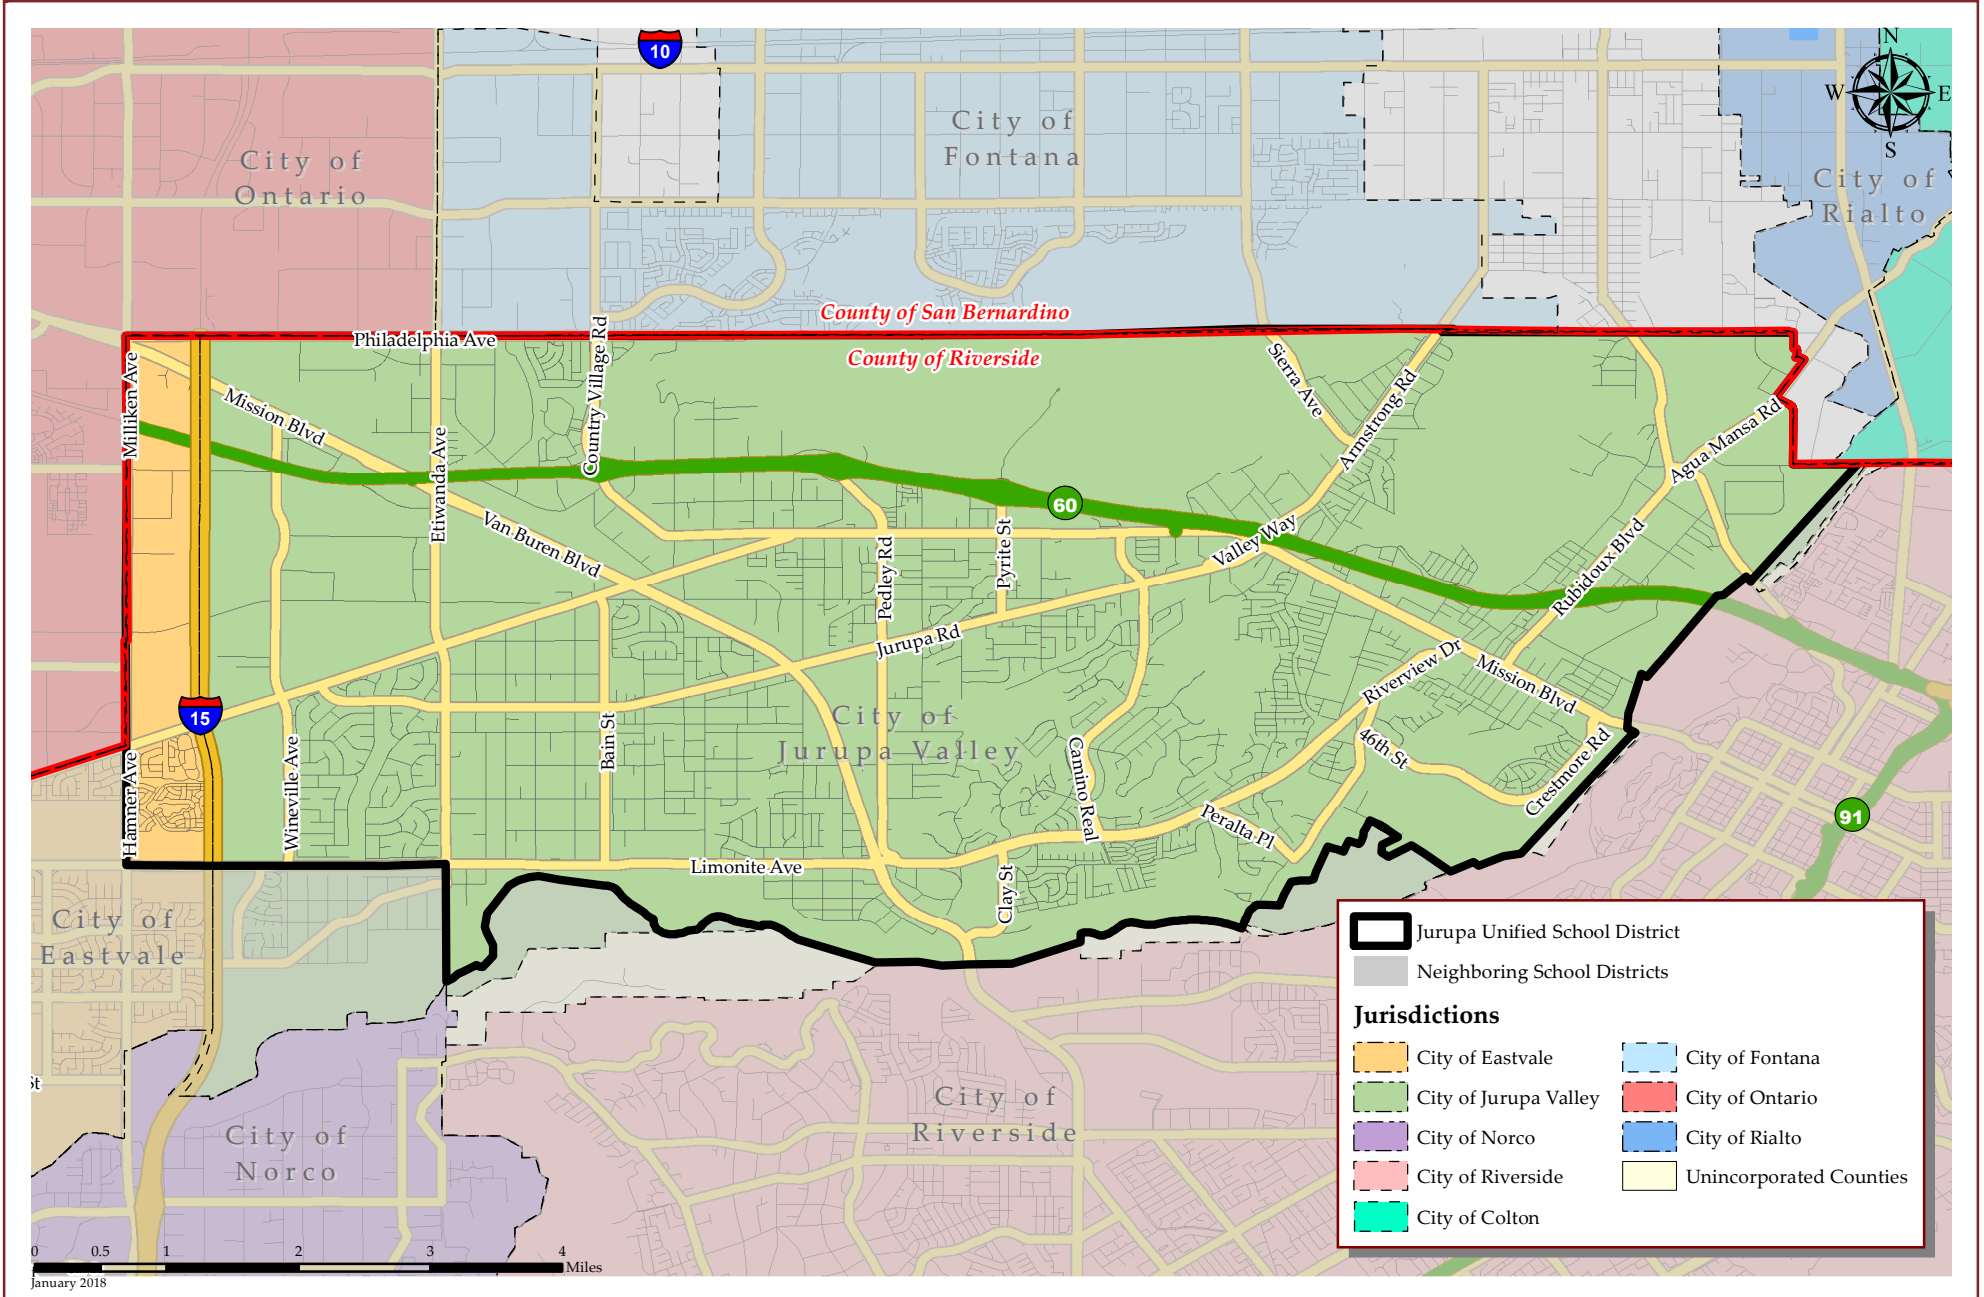 10
N
W
E
S
City of
Fontana
City of
Ontario
City of
Rialto
County of San Bernardino
Philadelphia Ave
County of Riverside
Milliken Ave
Mission Blvd
Country Village Rd
Sierra Ave
Armstrong Rd
Agua Mansa Rd
Etiwanda Ave
60
Van Buren Blvd
Pedley Rd
Pyrite St
Valley Way
Rubidoux Blvd
Jurupa Rd
Riverview Dr
Mission Blvd
15
City of
Jurupa Valley
Bain St
Wineville Ave
Hamner Ave
Camino Real
46th St
Crestmore Rd
Peralta Pl
91
Limonite Ave
Clay St
City of
Eastvale
St
City of
Norco
City of
Riverside
Jurupa Unified School District
Neighboring School Districts
Jurisdictions
City of Eastvale
City of Jurupa Valley
City of Norco
City of Riverside
City of Colton
City of Fontana
City of Ontario
City of Rialto
Unincorporated Counties
0 0.5 1 2 3 4
Miles
January 2018